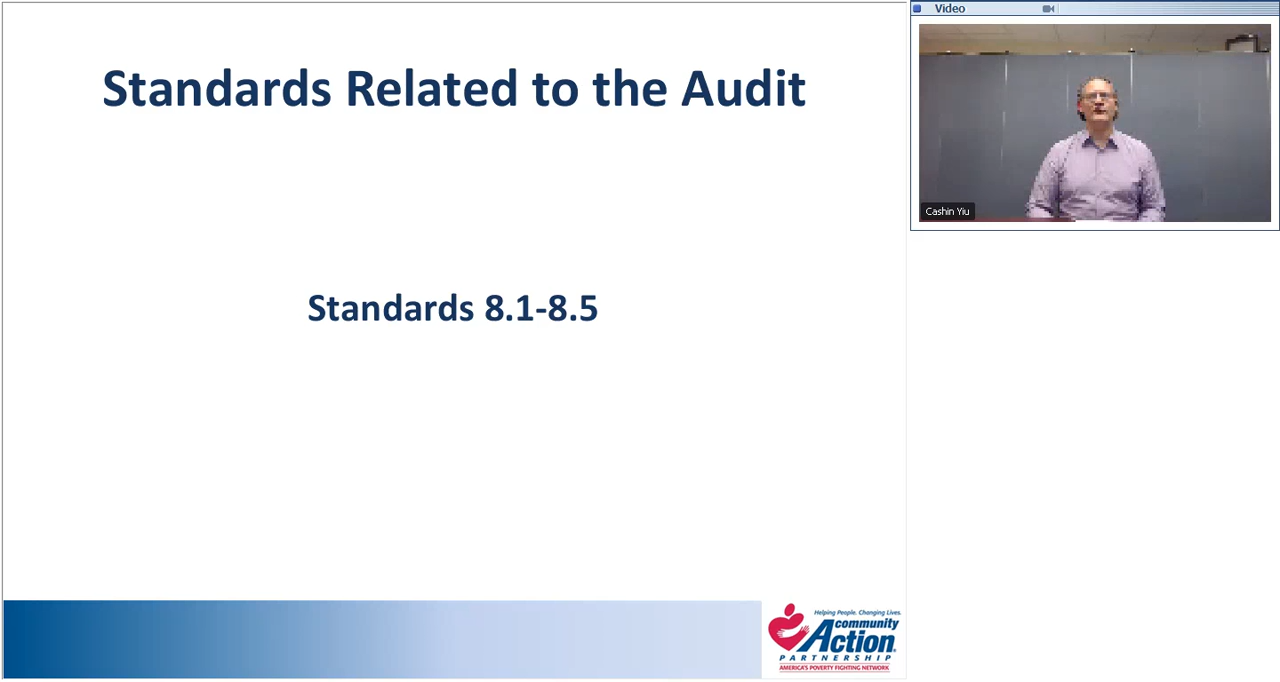 Standards Related to the Audit
Standards 8.1-8.5
Helping People. Changing Lives.
community
Action
PARTNERSHIP
AMERICA'S POVERTY FIGHTING NETWORK
Video
Cashin Yiu